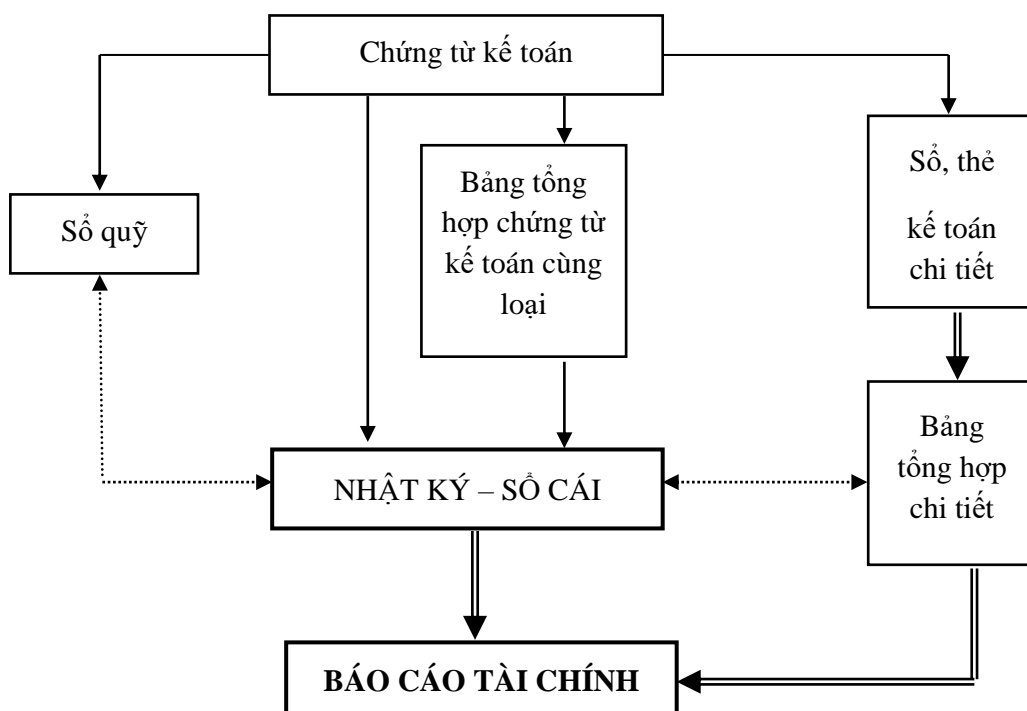 Chứng từ kế toán
Sổ quỹ
Bảng tổng
hợp chứng từ
kế toán cùng
loại
Sổ, thẻ
kế toán
chi tiết
Bảng
tổng hợp
chi tiết
NHẬT KÝ – SỔ CÁI
BÁO CÁO TÀI CHÍNH